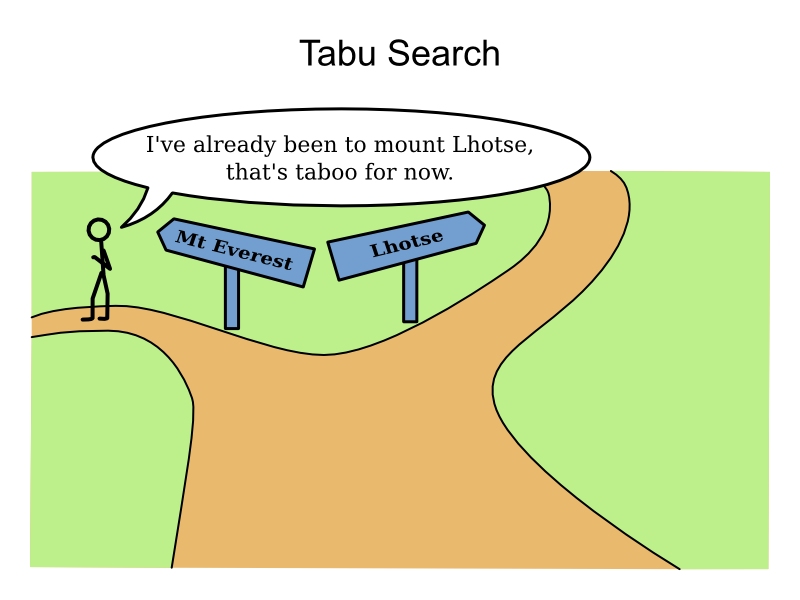 Tabu Search
I've already been to mount Lhotse,
that's taboo for now.
Mt Everest
Lhotse